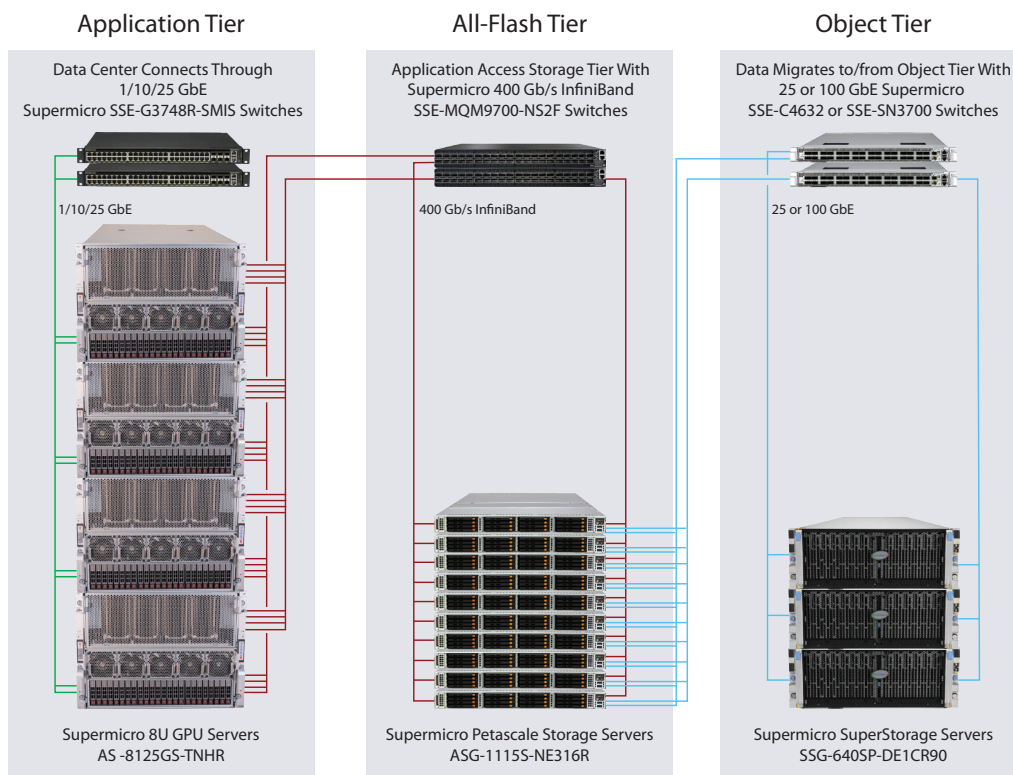 Application Tier
Data Center Connects Through
1/10/25 GbE
Supermicro SSE-G3748R-SMIS Switches
1/10/25 GbE
Supermicro 8U GPU Servers
AS -8125GS-TNHR
All-Flash Tier
Application Access Storage Tier With
Supermicro 400 Gb/s InfiniBand
SSE-MQM9700-NS2F Switches
400 Gb/s InfiniBand
Supermicro Petascale Storage Servers
ASG-1115S-NE316R
Object Tier
Data Migrates to/from Object Tier With
25 or 100 GbE Supermicro
SSE-C4632 or SSE-SN3700 Switches
25 or 100 GbE
Supermicro SuperStorage Servers
SSG-640SP-DE1CR90